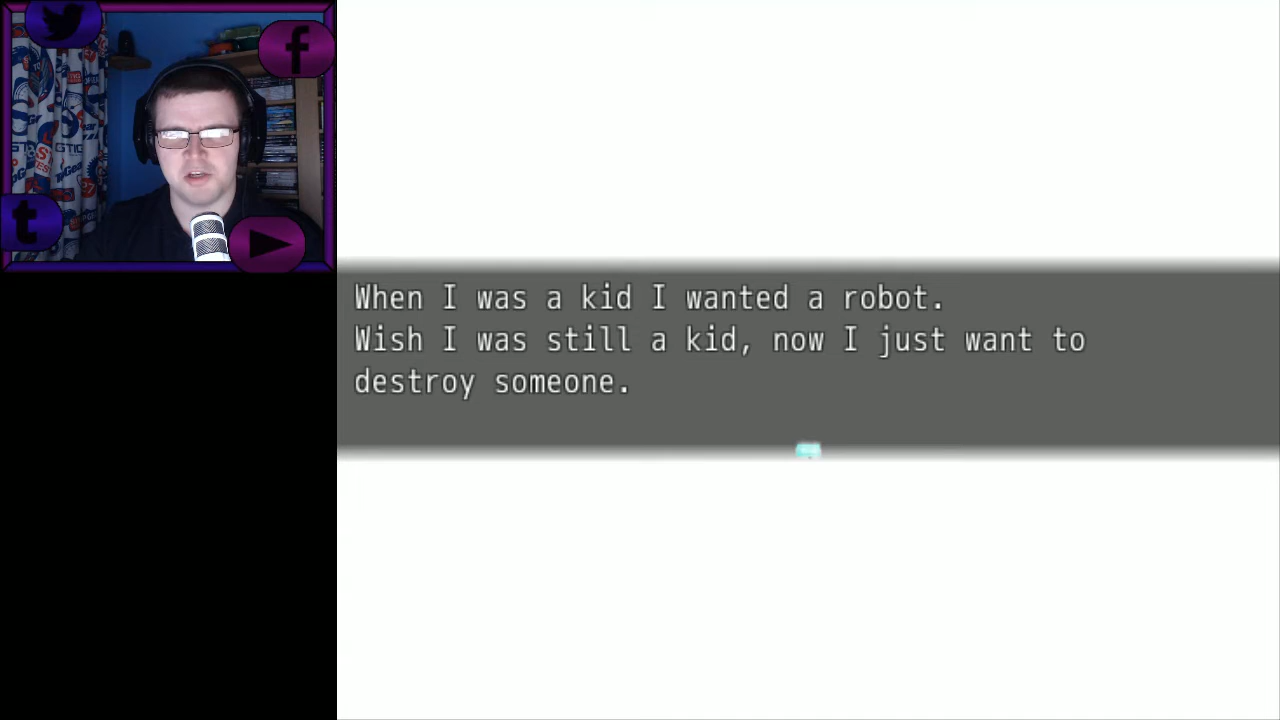 When I was a kid I wanted a robot.
Wish I was still a kid, now I just want to
destroy someone.